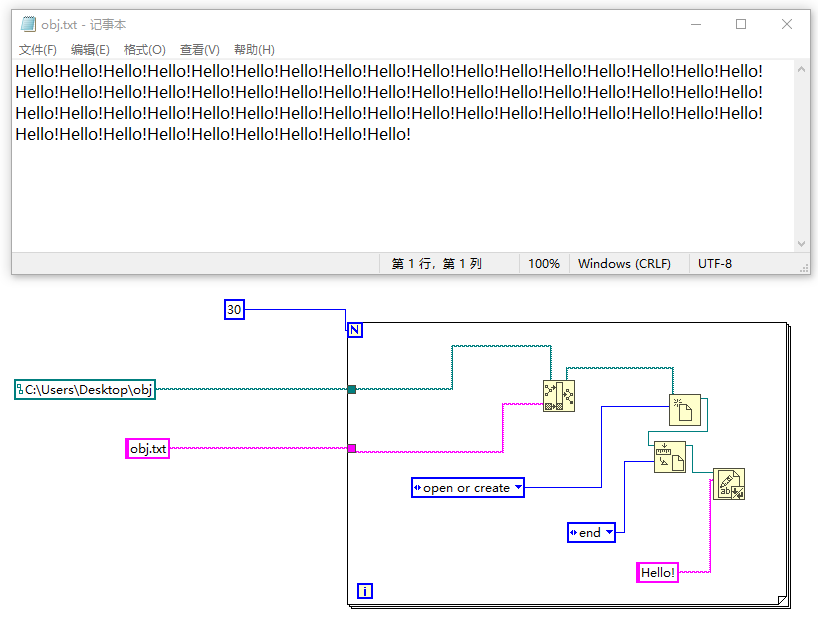 obj.txt - 记事本
文件(F) 编辑(E) 格式(O) 查看(V) 帮助(H)
Hello!Hello!Hello!Hello!Hello!Hello!Hello!Hello!Hello!Hello!Hello!Hello!Hello!Hello!Hello!Hello!Hello!
Hello!Hello!Hello!Hello!Hello!Hello!Hello!Hello!Hello!Hello!Hello!Hello!Hello!Hello!Hello!Hello!Hello!
Hello!Hello!Hello!Hello!Hello!Hello!Hello!Hello!Hello!Hello!Hello!Hello!Hello!Hello!Hello!Hello!Hello!
Hello!Hello!Hello!Hello!Hello!Hello!Hello!Hello!Hello!
第 1 行，第 1 列 100% Windows (CRLF) UTF-8
30
N
C:\Users\Desktop\obj
obj.txt
open or create
ab
end
Hello!
i